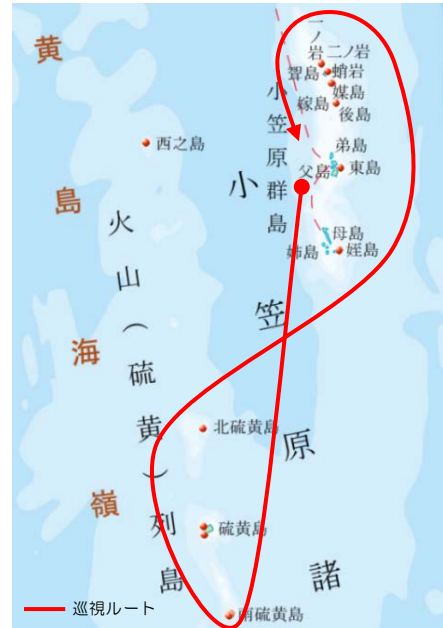 黄島海嶺
一ノ岩
二ノ岩
聟島
蛸岩
媒島
嫁島
後島
小笠原群島
西之島
弟島
父島
東島
母島
姉島
姪島
火山（硫黄）列島
小笠原諸
北硫黄島
硫黄島
南硫黄島
巡視ルート